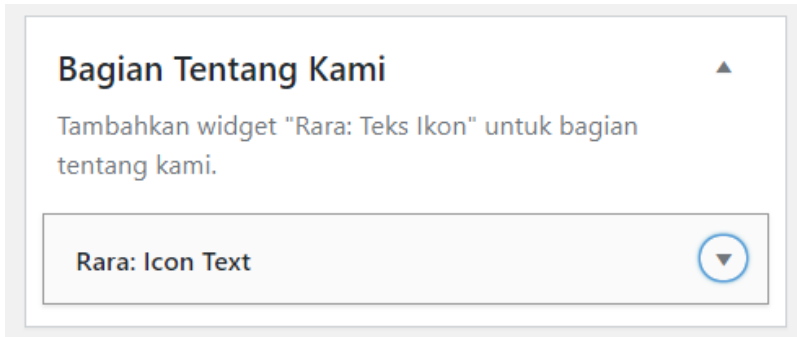 Bagian Tentang Kami
Tambahkan widget "Rara: Teks Ikon" untuk bagian
tentang kami.
Rara: Icon Text